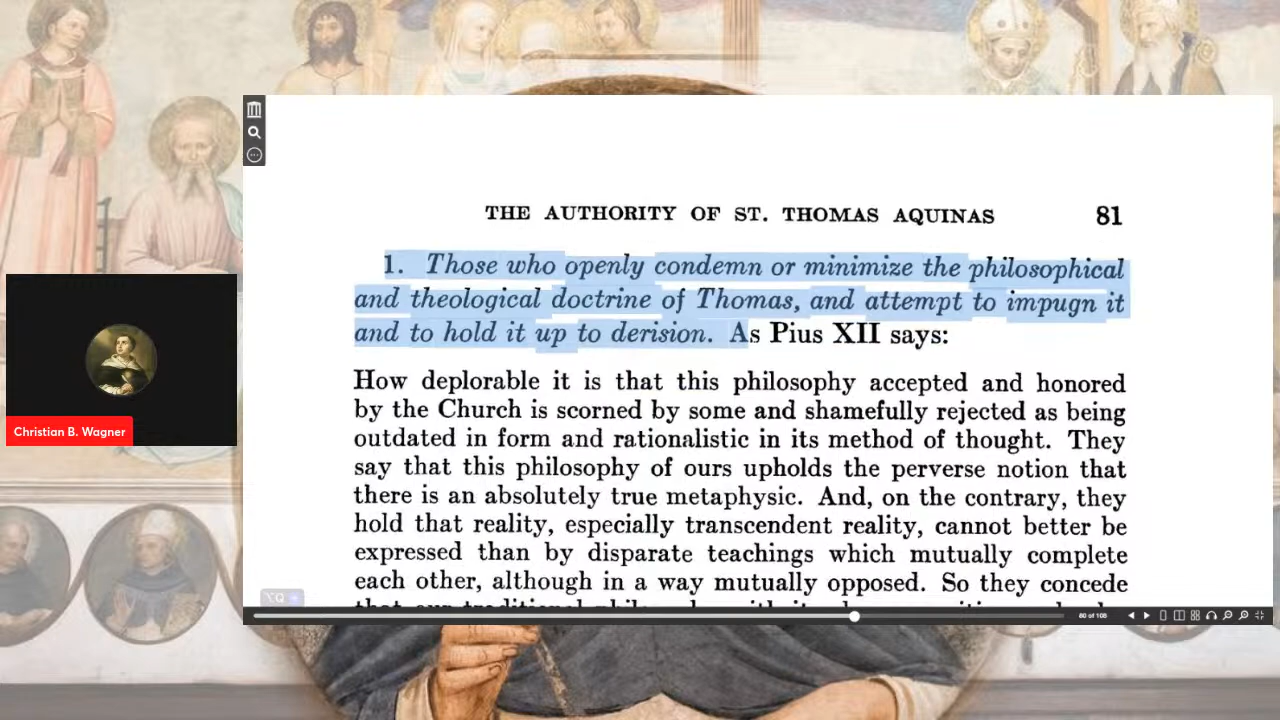 THE AUTHORITY OF ST. THOMAS AQUINAS 81
1. Those who openly condemn or minimize the philosophical
and theological doctrine of Thomas, and attempt to impugn it
and to hold it up to derision. As Pius XII says:
How deplorable it is that this philosophy accepted and honored
by the Church is scorned by some and shamefully rejected as being
outdated in form and rationalistic in its method of thought. They
say that this philosophy of ours upholds the perverse notion that
there is an absolutely true metaphysic. And, on the contrary, they
hold that reality, especially transcendent reality, cannot better be
expressed than by disparate teachings which mutually complete
each other, although in a way mutually opposed. So they concede
Christian B. Wagner